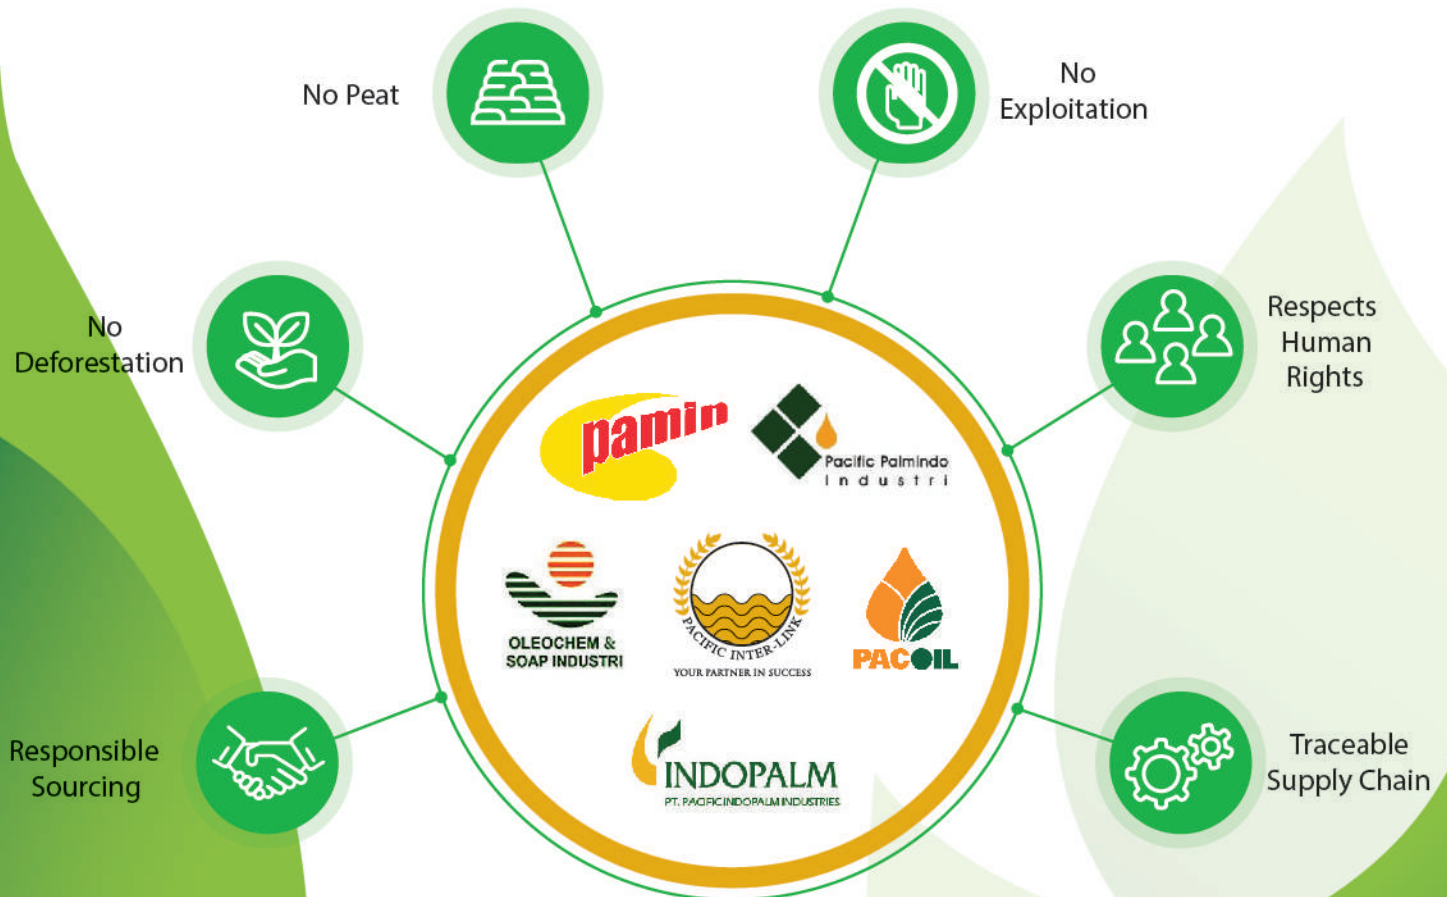 No Peat
No
Exploitation
No
Deforestation
Respects
Human
Rights
pamin
Pacific Palmindo
Industri
OLEOCHEM &
SOAP INDUSTRI
PACIFIC INTER-LINK
YOUR PARTNER IN SUCCESS
PACOIL
INDOPALM
PT. PACIFIC INDOPALM INDUSTRIES
Responsible
Sourcing
Traceable
Supply Chain